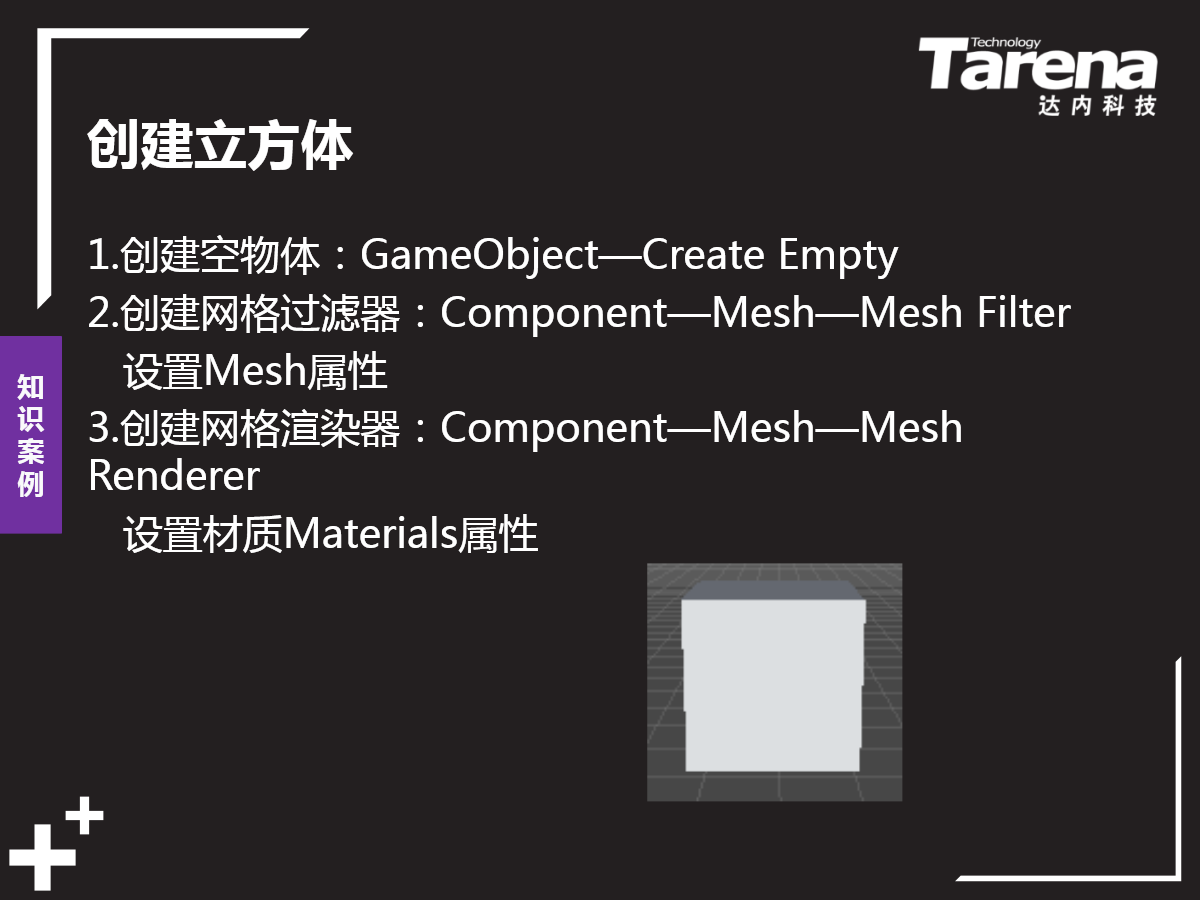 Technology
Tarena
达内科技
创建立方体
1.创建空物体：GameObject—Create Empty
2.创建网格过滤器：Component—Mesh—Mesh Filter
设置Mesh属性
3.创建网格渲染器：Component—Mesh—Mesh
Renderer
设置材质Materials属性
知识案例